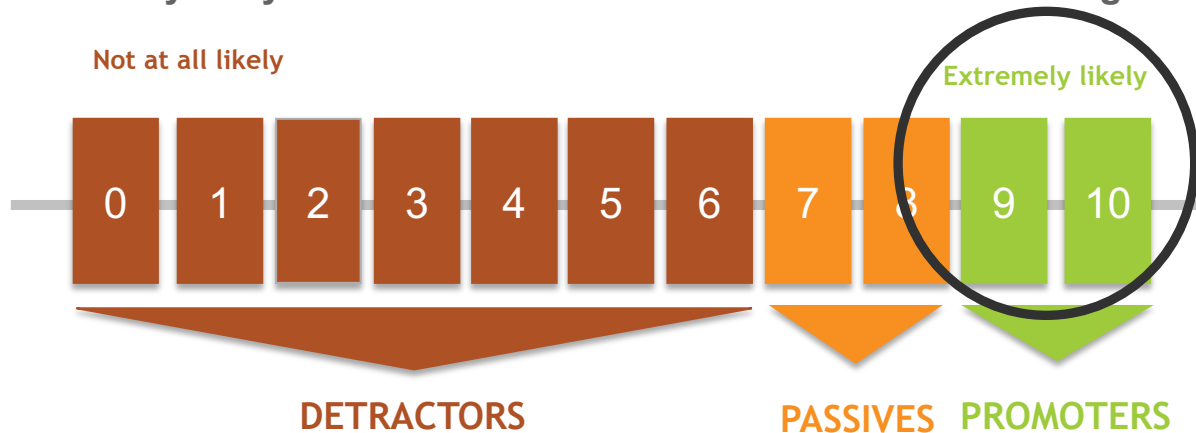 Not at all likely
Extremely likely
0 1 2 3 4 5 6 7 8 9 10
DETRACTORS PASSIVES PROMOTERS